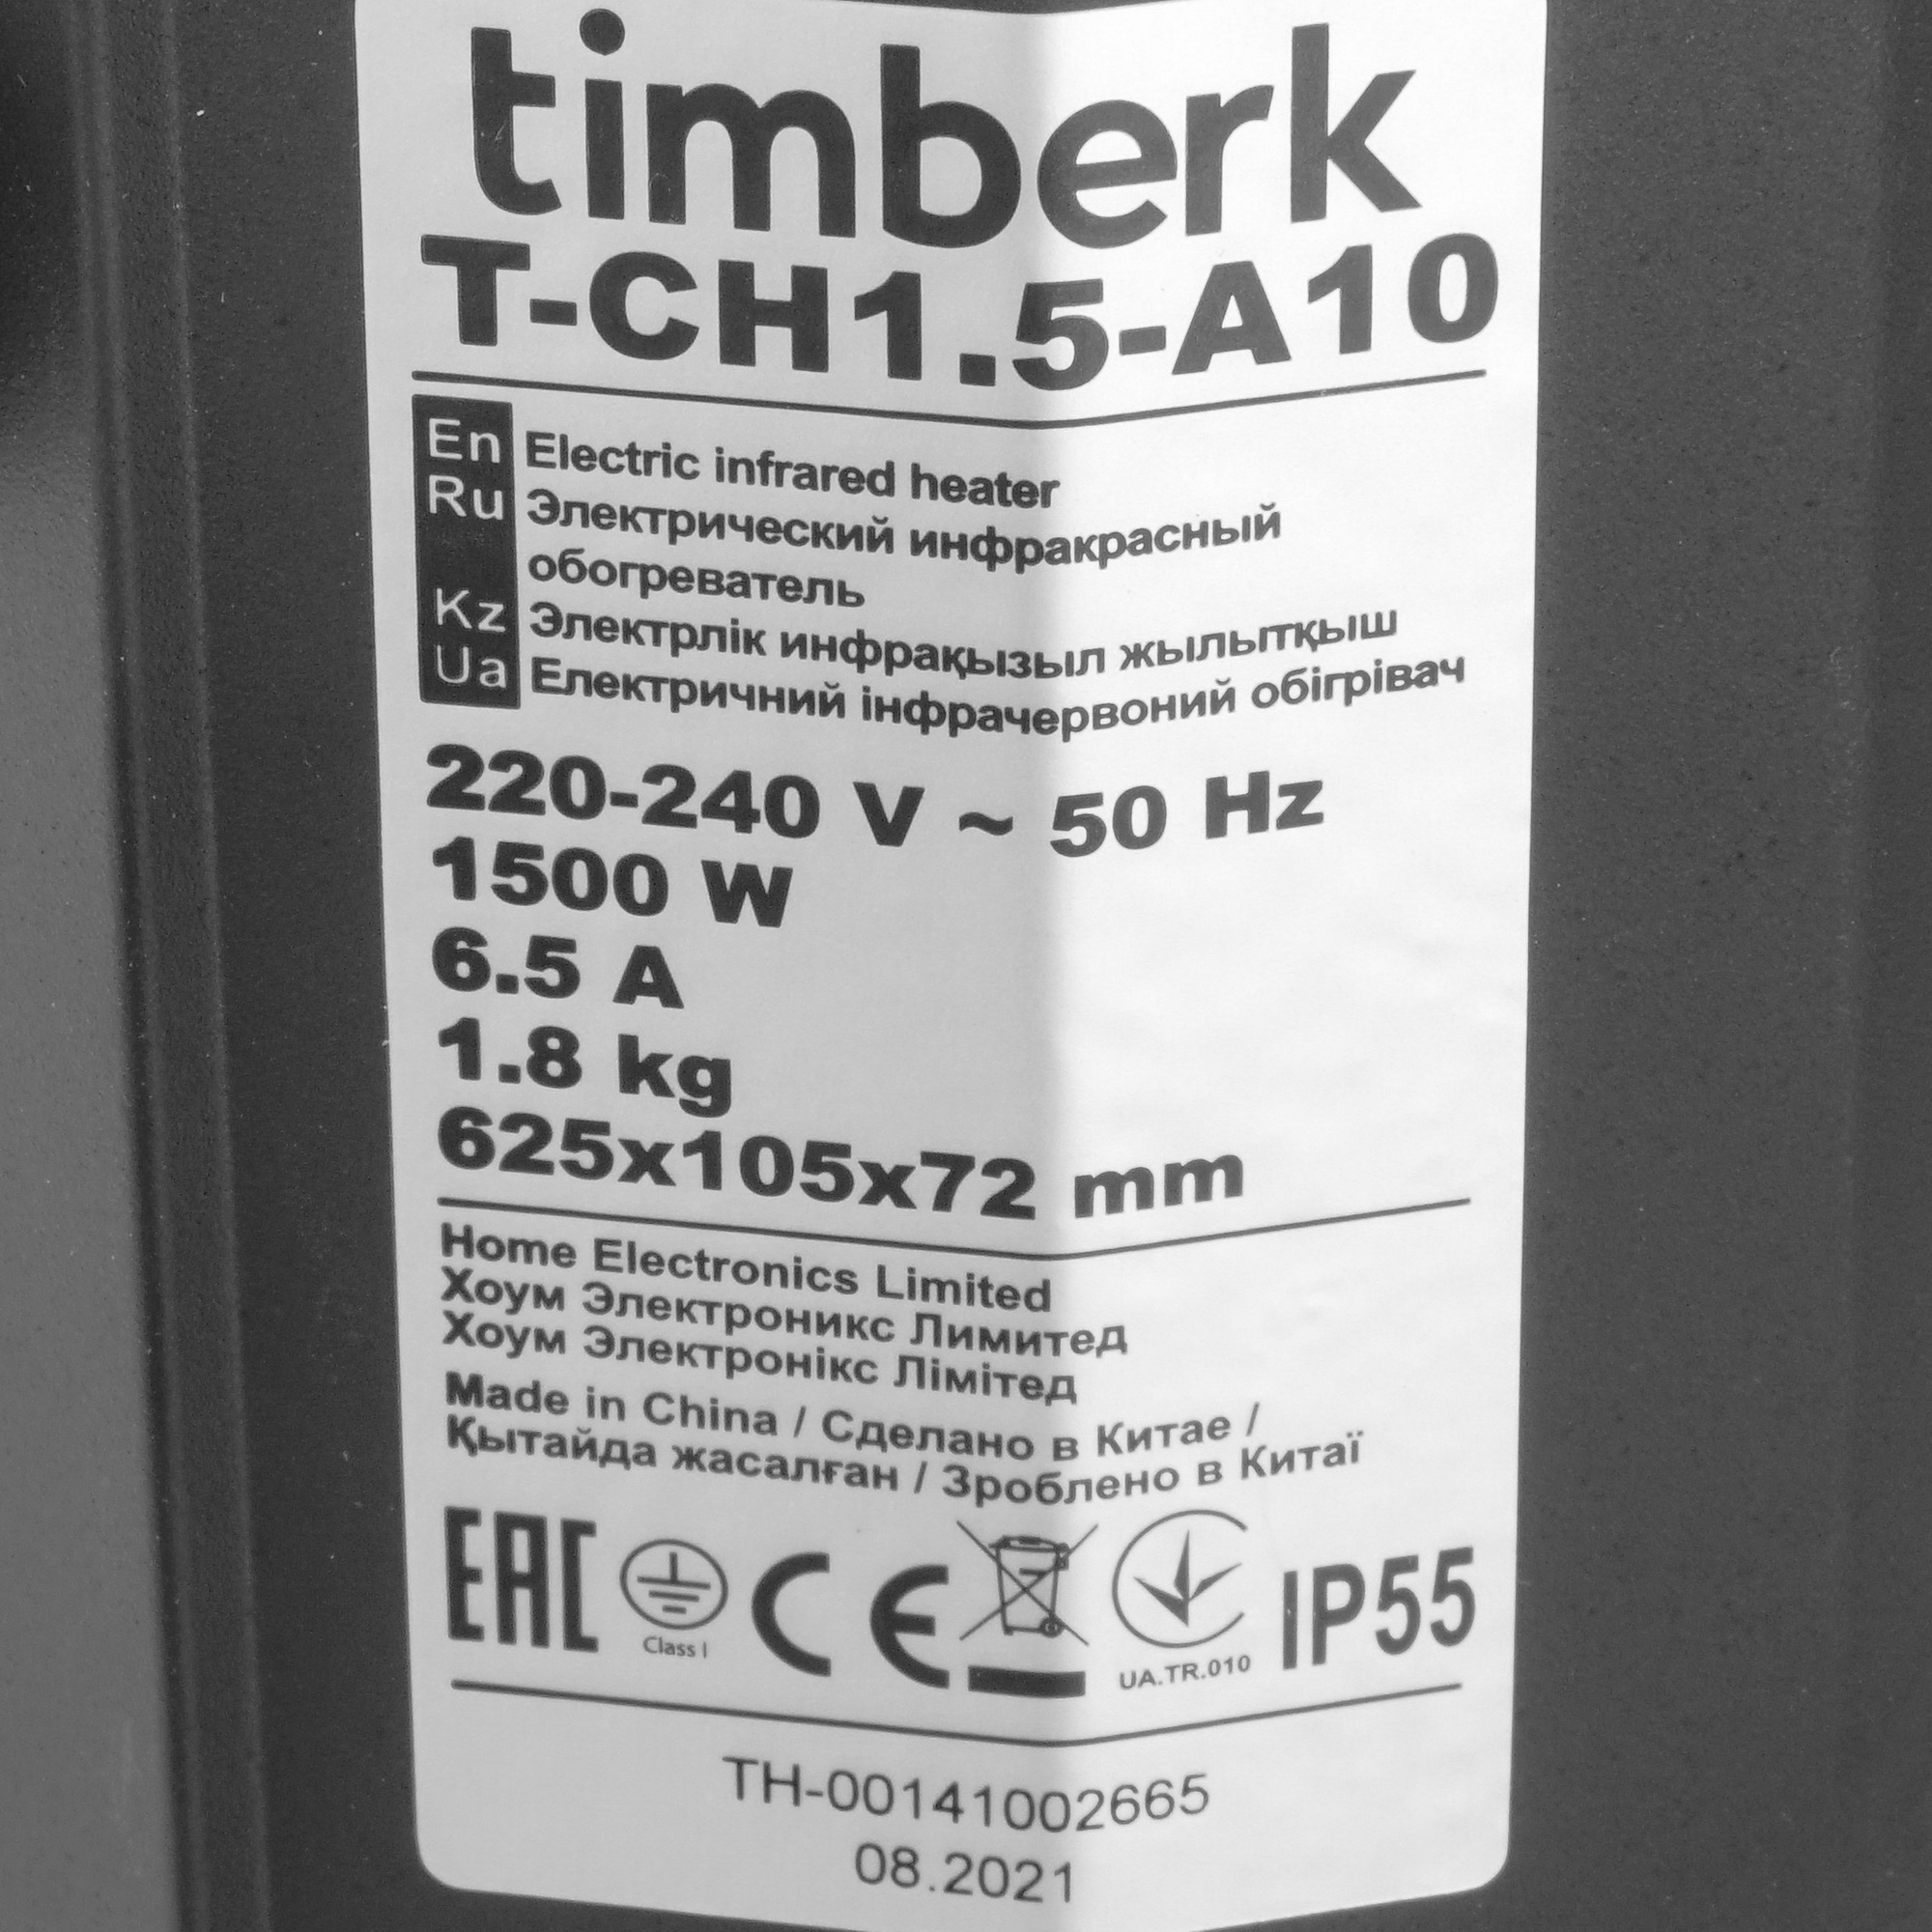 timberk
T-CH1.5-A10
En Electric infrared heater
Ru Электрический инфракрасный
обогреватель
Kz Электрлік инфрақызыл жылытқыш
Ua Електричний інфрачервоний обігрівач
220-240 V ~ 50 Hz
1500 W
6.5 A
1.8 kg
625x105x72 mm
Home Electronics Limited
Хоум Электроникс Лимитед
Хоум Электронікс Лімітед
Made in China / Сделано в Китае /
Қытайда жасалған / Зроблено в Китаї
EAC CE IP55
Class I UA.TR.010
TH-00141002665
08.2021